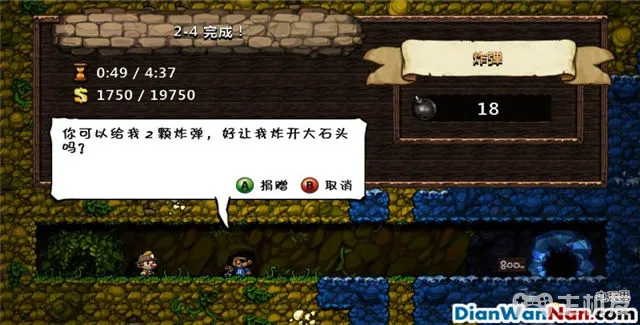 2-4 完成！
0:49 / 4:37
$ 1750 / 19750
炸弹
18
你可以给我 2 颗炸弹，好让我炸开大石头
吗？
A 捐赠 B 取消
800m
DianWanNan.com